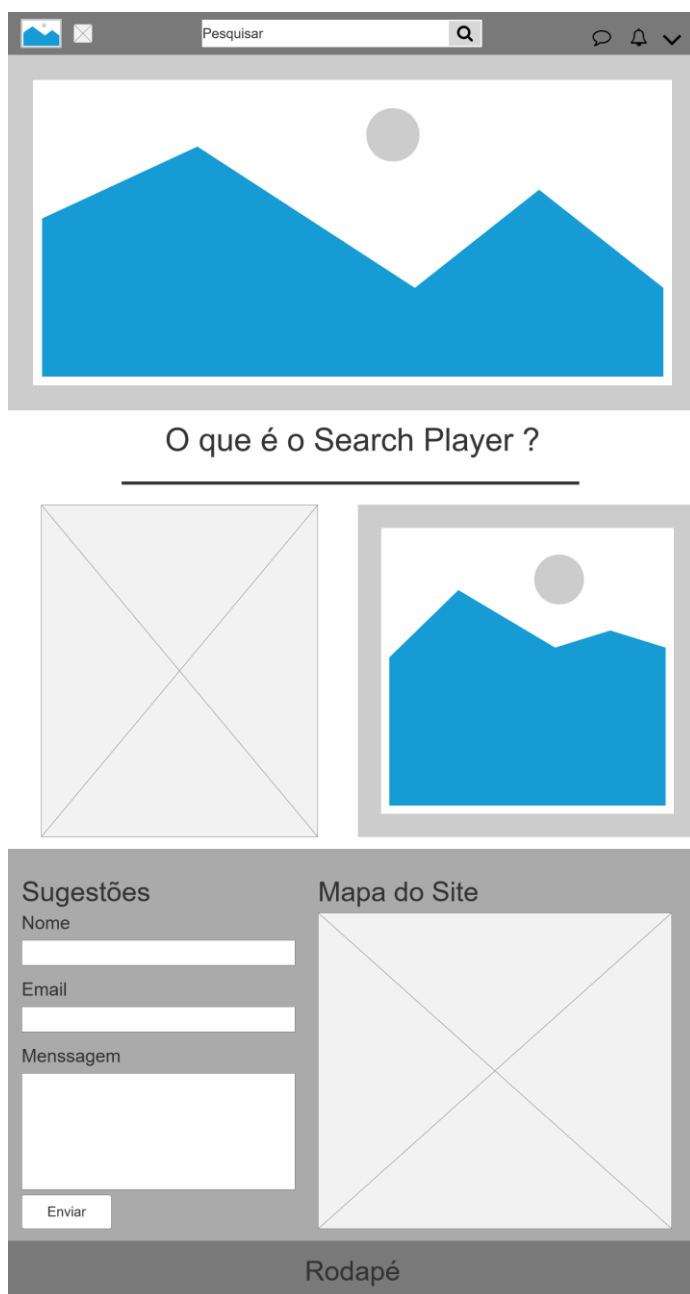 Pesquisar
O que é o Search Player ?
Sugestões
Nome
Email
Menssagem
Enviar
Mapa do Site
Rodapé